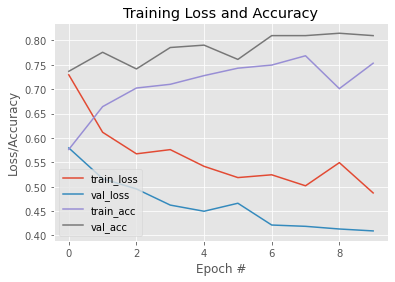 Training Loss and Accuracy
Loss/Accuracy
0.80
0.75
0.70
0.65
0.60
0.55
0.50
0.45
0.40
train_loss
val_loss
train_acc
val_acc
0 2 4 6 8
Epoch #